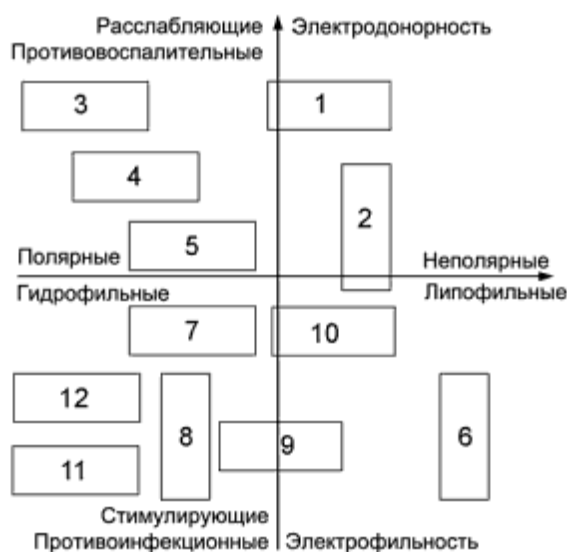 Расслабляющие Электродонорность
Противовоспалительные
3 1
4
2
5
Полярные Неполярные
Гидрофильные Липофильные
7 10
12
8 9 6
11
Стимулирующие
Противоинфекционные Электрофильность